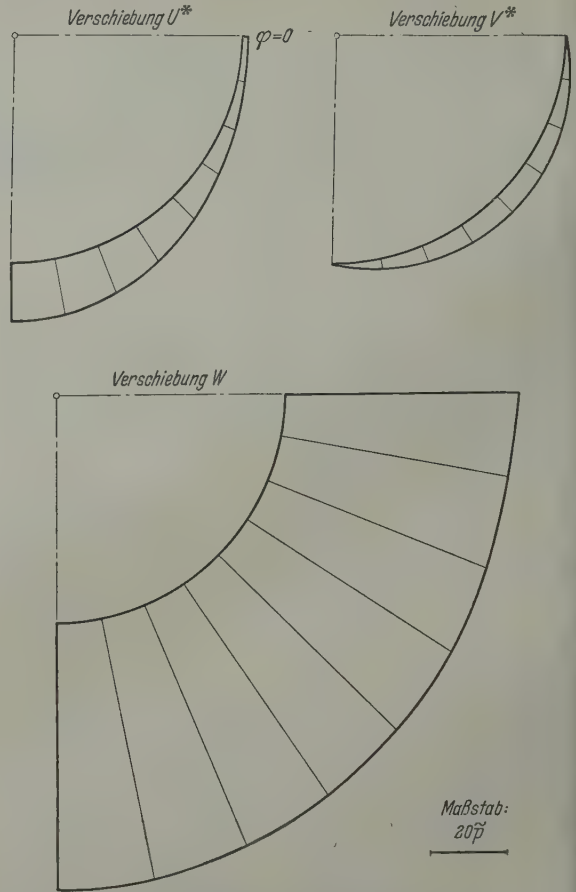 Verschiebung U*
φ=0
Verschiebung V*
Verschiebung W
Maßstab:
20p̃